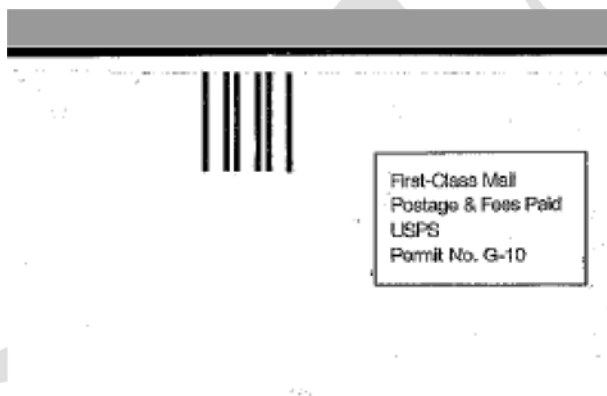 First-Class Mail
Postage & Fees Paid
USPS
Permit No. G-10